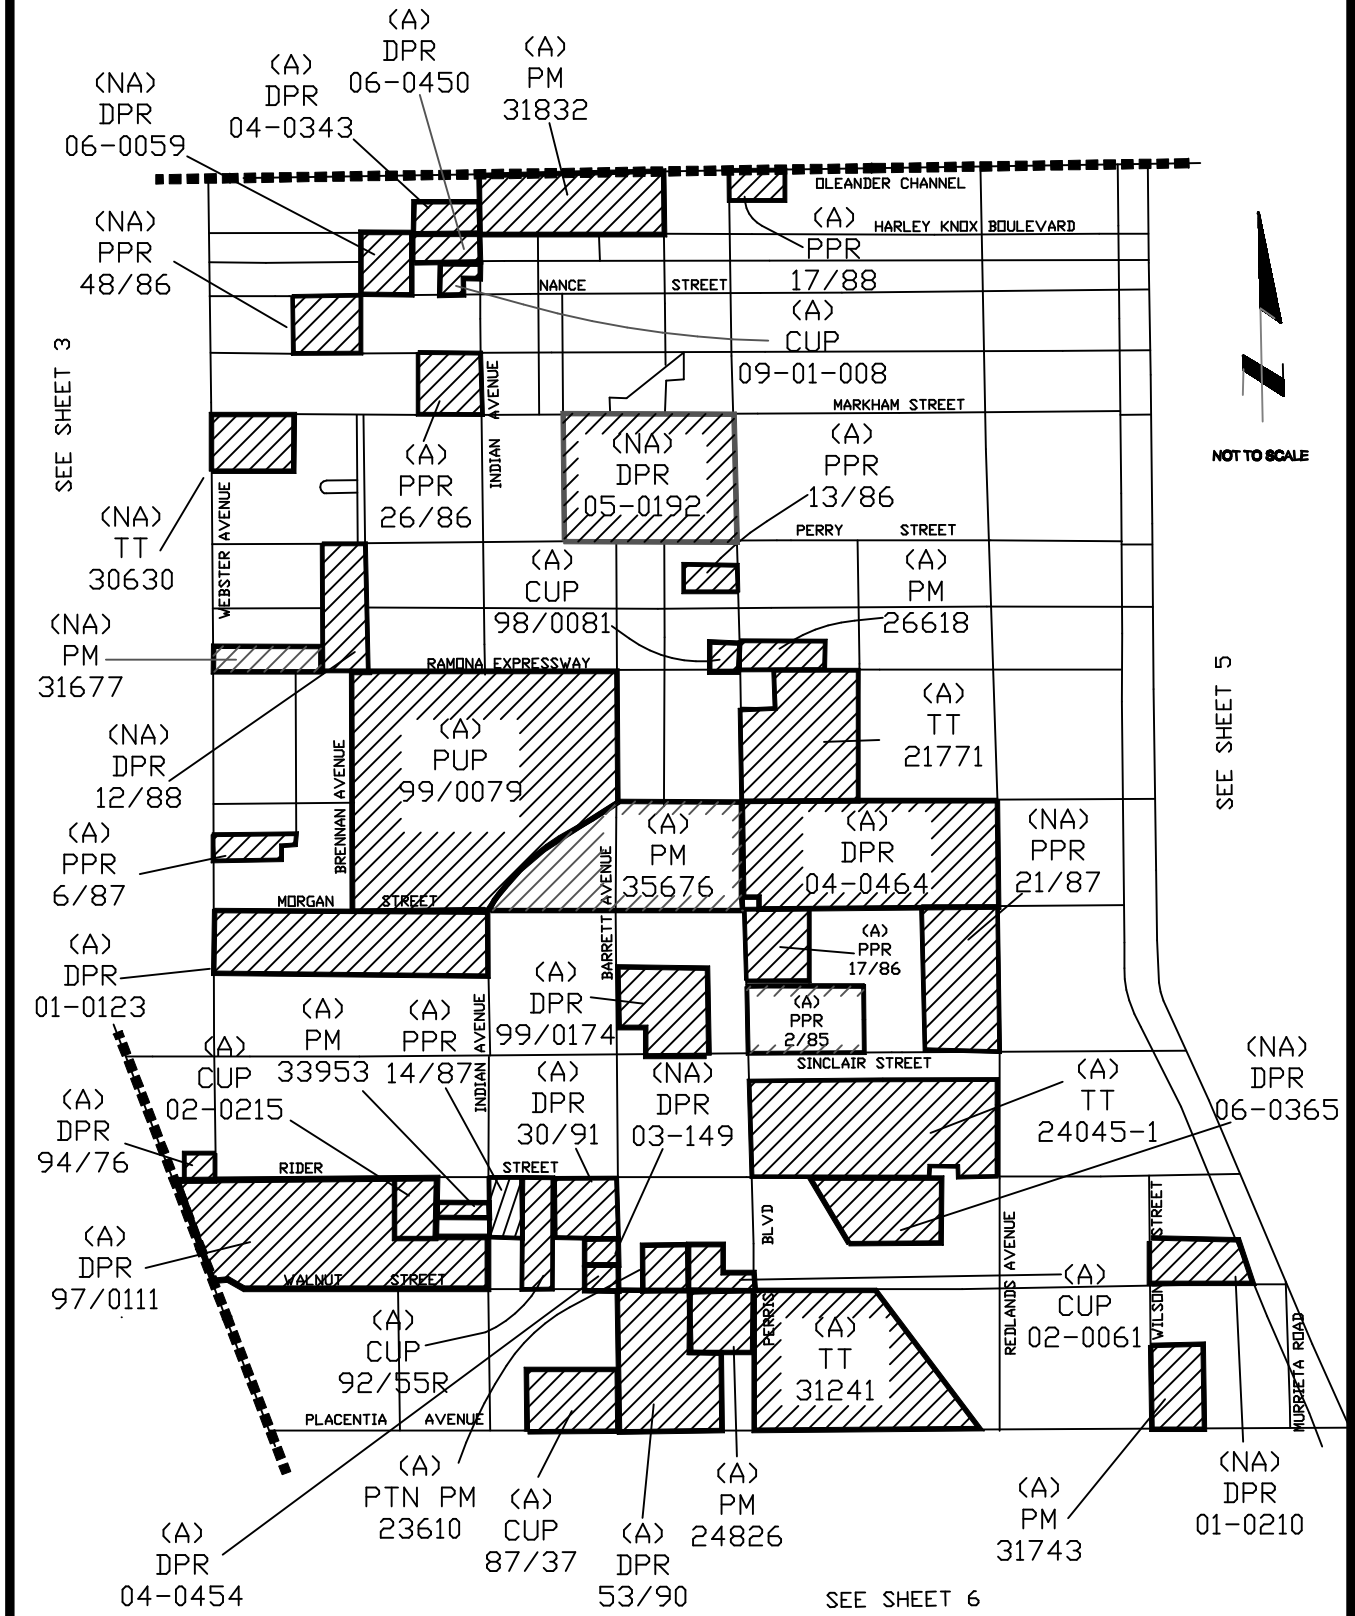 (A)
DPR
06-0450
(A)
PM
31832
(A)
DPR
04-0343
(NA)
DPR
06-0059
OLEANDER CHANNEL
(NA)
PPR
48/86
(A)
PPR
17/88
HARLEY KNOX BOULEVARD
NANCE STREET
(A)
CUP
09-01-008
SEE SHEET 3
INDIAN AVENUE
MARKHAM STREET
NOT TO SCALE
(A)
PPR
26/86
(NA)
DPR
05-0192
(A)
PPR
13/86
(NA)
TT
30630
WEBSTER AVENUE
PERRY STREET
(A)
CUP
98/0081
(A)
PM
26618
(NA)
PM
31677
RAMONA EXPRESSWAY
SEE SHEET 5
(NA)
DPR
12/88
BRENNAN AVENUE
(A)
PUP
99/0079
(A)
TT
21771
(A)
PPR
6/87
(A)
PM
35676
(A)
DPR
04-0464
(NA)
PPR
21/87
MORGAN STREET
BARRETT AVENUE
(A)
DPR
01-0123
(A)
PPR
17/86
(A)
DPR
99/0174
(A)
PPR
2/85
(A)
PM
33953
(A)
PPR
14/87
INDIAN AVENUE
SINCLAIR STREET
(A)
CUP
02-0215
(A)
DPR
30/91
(NA)
DPR
03-149
(A)
TT
24045-1
(NA)
DPR
06-0365
(A)
DPR
94/76
RIDER STREET
(A)
DPR
97/0111
WALNUT STREET
PERRIS BLVD
REDLANDS AVENUE
WILSON STREET
MURRIETA ROAD
(A)
CUP
02-0061
(A)
CUP
92/55R
(A)
TT
31241
PLACENTIA AVENUE
(A)
PTN PM
23610
(A)
CUP
87/37
(A)
PM
24826
(A)
DPR
53/90
(A)
DPR
04-0454
(A)
PM
31743
(NA)
DPR
01-0210
SEE SHEET 6